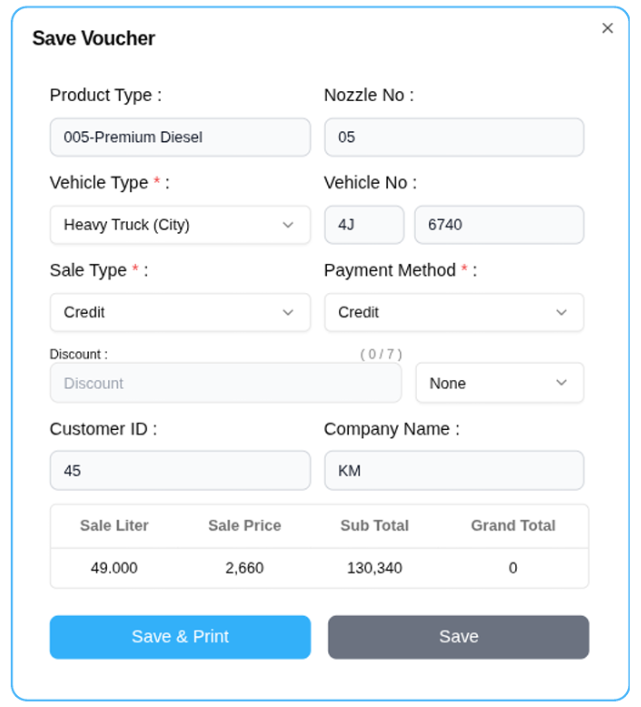 Save Voucher
×
Product Type : Nozzle No :
005-Premium Diesel 05
Vehicle Type * : Vehicle No :
Heavy Truck (City) 4J 6740
Sale Type * : Payment Method * :
Credit Credit
Discount : ( 0 / 7 )
Discount None
Customer ID : Company Name :
45 KM
Sale Liter Sale Price Sub Total Grand Total
49.000 2,660 130,340 0
Save & Print Save